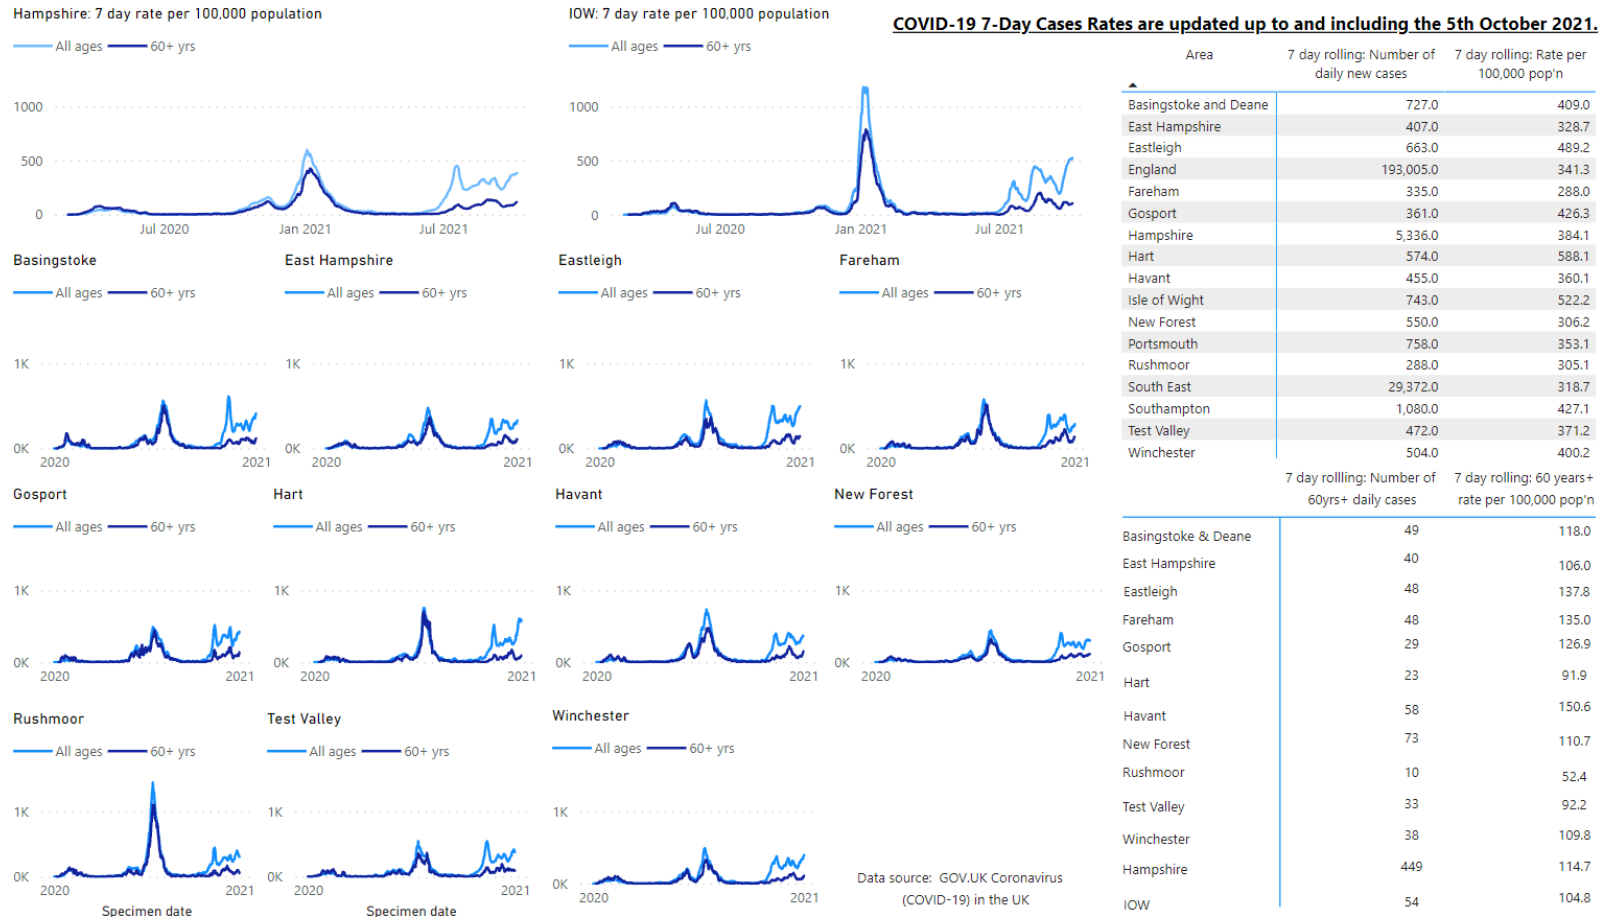 Hampshire: 7 day rate per 100,000 population
All ages 60+ yrs
1000
500
0
Jul 2020 Jan 2021 Jul 2021
IOW: 7 day rate per 100,000 population
All ages 60+ yrs
1000
500
0
Jul 2020 Jan 2021 Jul 2021
COVID-19 7-Day Cases Rates are updated up to and including the 5th October 2021.
Basingstoke
All ages 60+ yrs
1K
0K
2020 2021
East Hampshire
All ages 60+ yrs
1K
0K
2020 2021
Eastleigh
All ages 60+ yrs
1K
0K
2020 2021
Fareham
All ages 60+ yrs
1K
0K
2020 2021
Gosport
All ages 60+ yrs
1K
0K
2020 2021
Hart
All ages 60+ yrs
1K
0K
2020 2021
Havant
All ages 60+ yrs
1K
0K
2020 2021
New Forest
All ages 60+ yrs
1K
0K
2020 2021
Rushmoor
All ages 60+ yrs
1K
0K
2020 2021
Specimen date
Test Valley
All ages 60+ yrs
1K
0K
2020 2021
Specimen date
Winchester
All ages 60+ yrs
1K
0K
2020 2021
Data source: GOV.UK Coronavirus
(COVID-19) in the UK
Area 7 day rolling: Number of 7 day rolling: Rate per
daily new cases 100,000 pop'n
Basingstoke and Deane 727.0 409.0
East Hampshire 407.0 328.7
Eastleigh 663.0 489.2
England 193,005.0 341.3
Fareham 335.0 288.0
Gosport 361.0 426.3
Hampshire 5,336.0 384.1
Hart 574.0 588.1
Havant 455.0 360.1
Isle of Wight 743.0 522.2
New Forest 550.0 306.2
Portsmouth 758.0 353.1
Rushmoor 288.0 305.1
South East 29,372.0 318.7
Southampton 1,080.0 427.1
Test Valley 472.0 371.2
Winchester 504.0 400.2
7 day rollling: Number of 7 day rolling: 60 years+
60yrs+ daily cases rate per 100,000 pop'n
Basingstoke & Deane 49 118.0
East Hampshire 40 106.0
Eastleigh 48 137.8
Fareham 48 135.0
Gosport 29 126.9
Hart 23 91.9
Havant 58 150.6
New Forest 73 110.7
Rushmoor 10 52.4
Test Valley 33 92.2
Winchester 38 109.8
Hampshire 449 114.7
IOW 54 104.8